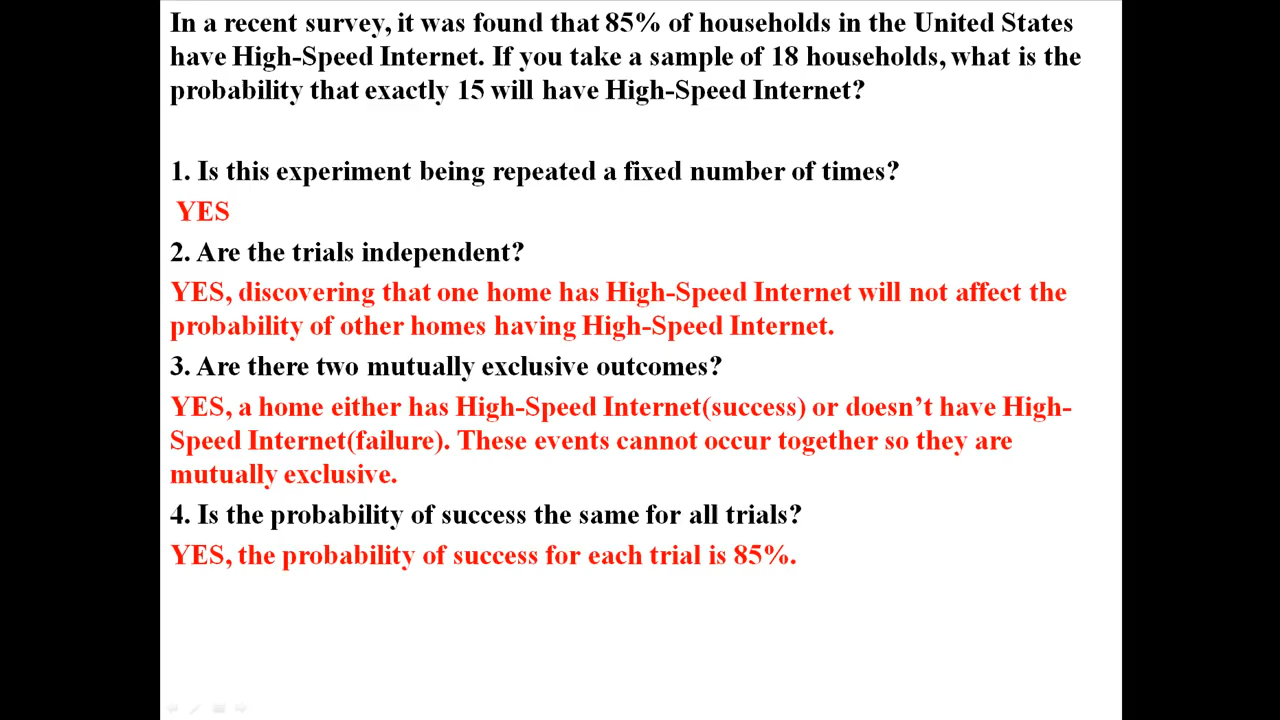 In a recent survey, it was found that 85% of households in the United States
have High-Speed Internet. If you take a sample of 18 households, what is the
probability that exactly 15 will have High-Speed Internet?
1. Is this experiment being repeated a fixed number of times?
YES
2. Are the trials independent?
YES, discovering that one home has High-Speed Internet will not affect the
probability of other homes having High-Speed Internet.
3. Are there two mutually exclusive outcomes?
YES, a home either has High-Speed Internet(success) or doesn’t have High-
Speed Internet(failure). These events cannot occur together so they are
mutually exclusive.
4. Is the probability of success the same for all trials?
YES, the probability of success for each trial is 85%.